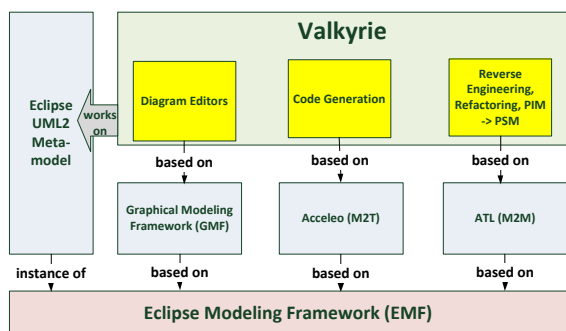 Valkyrie
Eclipse
UML2
Meta-
model
works
on
Diagram Editors
Code Generation
Reverse
Engineering,
Refactoring, PIM
-> PSM
based on
based on
based on
Graphical Modeling
Framework (GMF)
Acceleo (M2T)
ATL (M2M)
instance of
based on
based on
based on
Eclipse Modeling Framework (EMF)